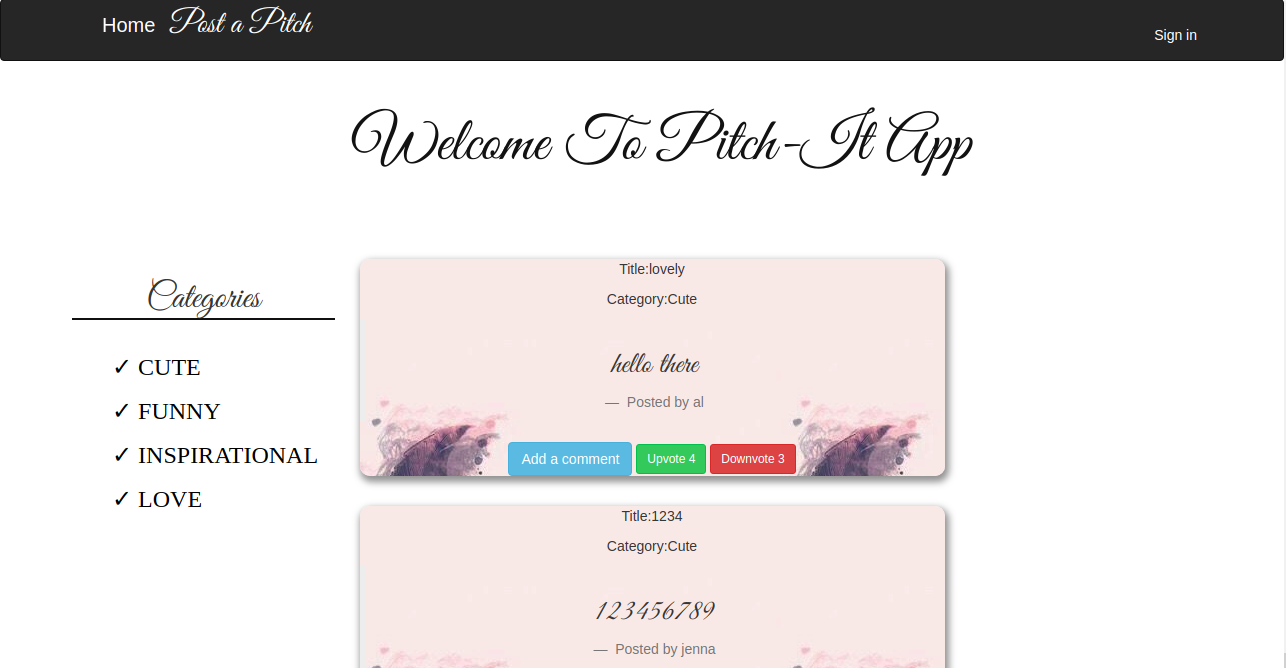 Home Post a Pitch Sign in
Welcome To Pitch-It App
Categories
✓ CUTE
✓ FUNNY
✓ INSPIRATIONAL
✓ LOVE
Title:lovely
Category:Cute
hello there
— Posted by al
Add a comment Upvote 4 Downvote 3
Title:1234
Category:Cute
123456789
— Posted by jenna